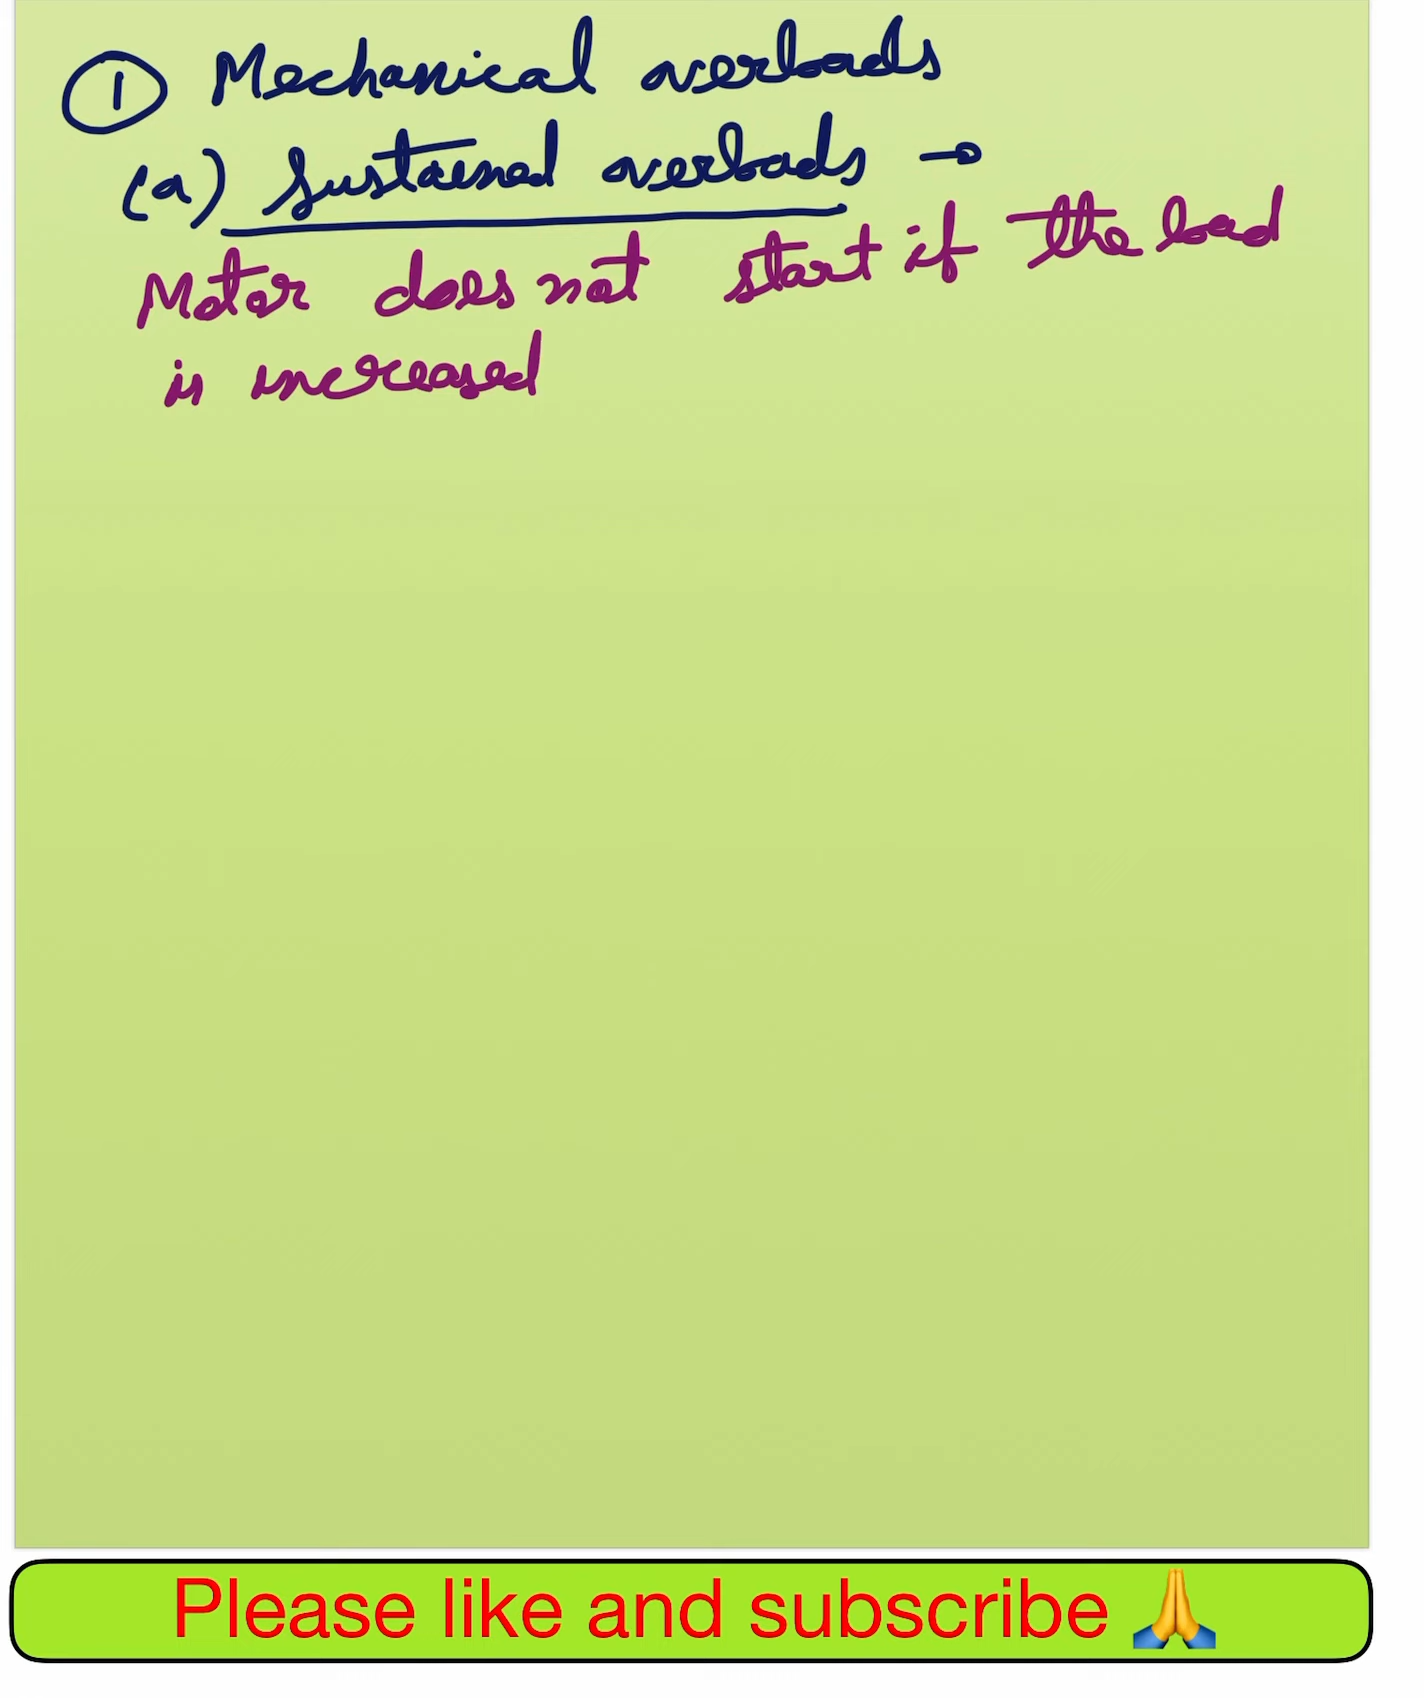 ① Mechanical overloads
(a) Sustained overloads →
Motor does not start if the load
is increased
Please like and subscribe 🙏